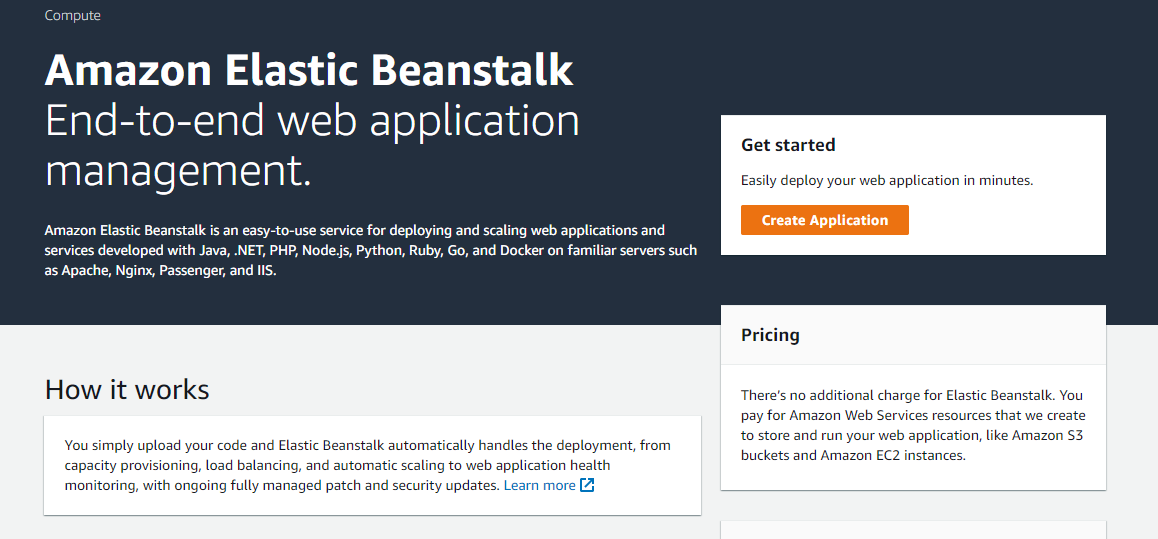 Compute
Amazon Elastic Beanstalk
End-to-end web application
management.
Amazon Elastic Beanstalk is an easy-to-use service for deploying and scaling web applications and
services developed with Java, .NET, PHP, Node.js, Python, Ruby, Go, and Docker on familiar servers such
as Apache, Nginx, Passenger, and IIS.
Get started
Easily deploy your web application in minutes.
Create Application
How it works
You simply upload your code and Elastic Beanstalk automatically handles the deployment, from
capacity provisioning, load balancing, and automatic scaling to web application health
monitoring, with ongoing fully managed patch and security updates. Learn more
Pricing
There's no additional charge for Elastic Beanstalk. You
pay for Amazon Web Services resources that we create
to store and run your web application, like Amazon S3
buckets and Amazon EC2 instances.